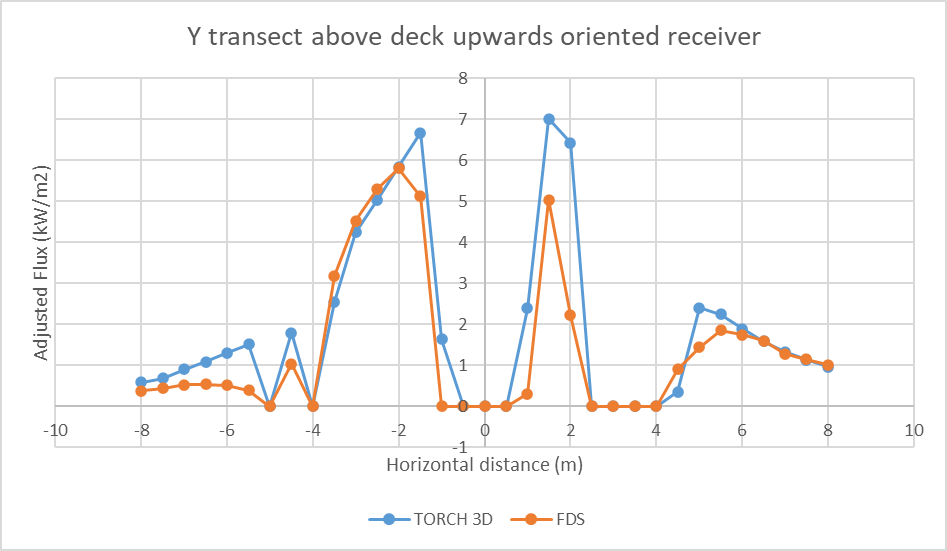 Y transect above deck upwards oriented receiver
8
7
6
5
4
3
2
1
0
-1
-10 -8 -6 -4 -2 0 2 4 6 8 10
Adjusted Flux (kW/m2)
Horizontal distance (m)
TORCH 3D FDS